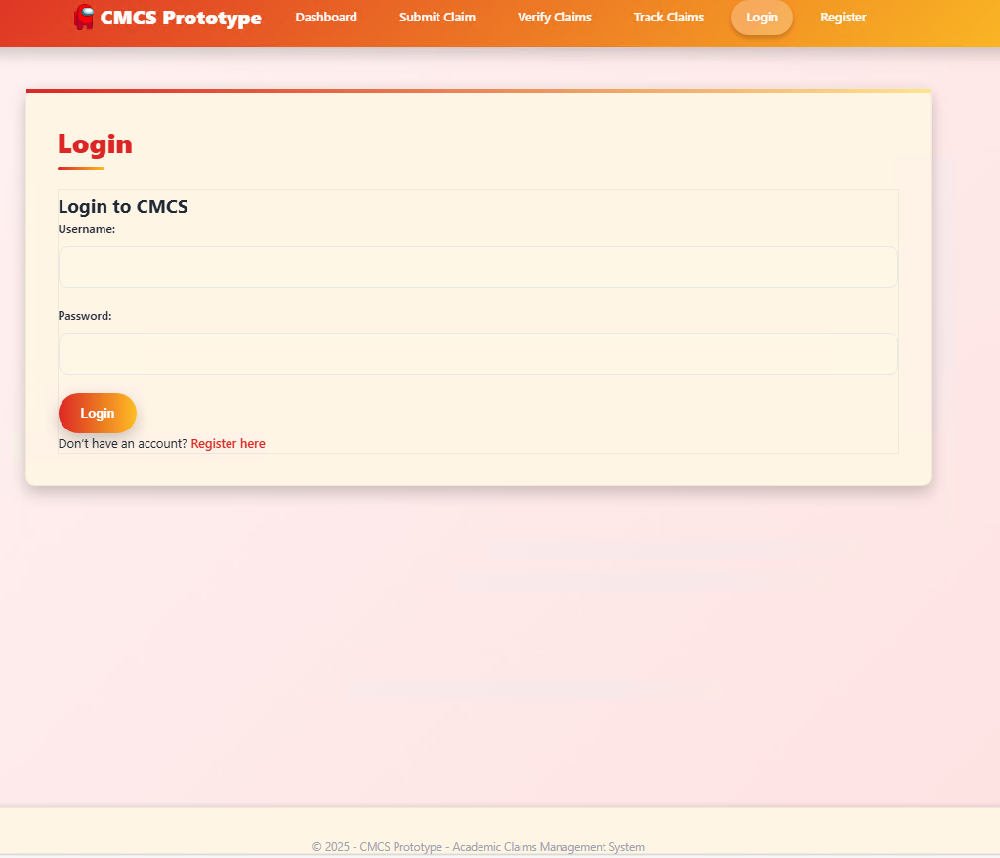 CMCS Prototype Dashboard Submit Claim Verify Claims Track Claims Login Register
Login
Login to CMCS
Username:
Password:
Login
Don't have an account? Register here
© 2025 - CMCS Prototype - Academic Claims Management System